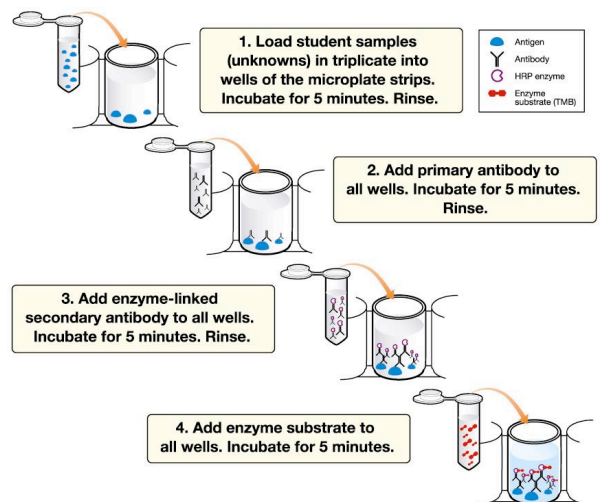 1. Load student samples
(unknowns) in triplicate into
wells of the microplate strips.
Incubate for 5 minutes. Rinse.
Antigen
Antibody
HRP enzyme
Enzyme
substrate (TMB)
2. Add primary antibody to
all wells. Incubate for 5 minutes.
Rinse.
3. Add enzyme-linked
secondary antibody to all wells.
Incubate for 5 minutes. Rinse.
4. Add enzyme substrate to
all wells. Incubate for 5 minutes.